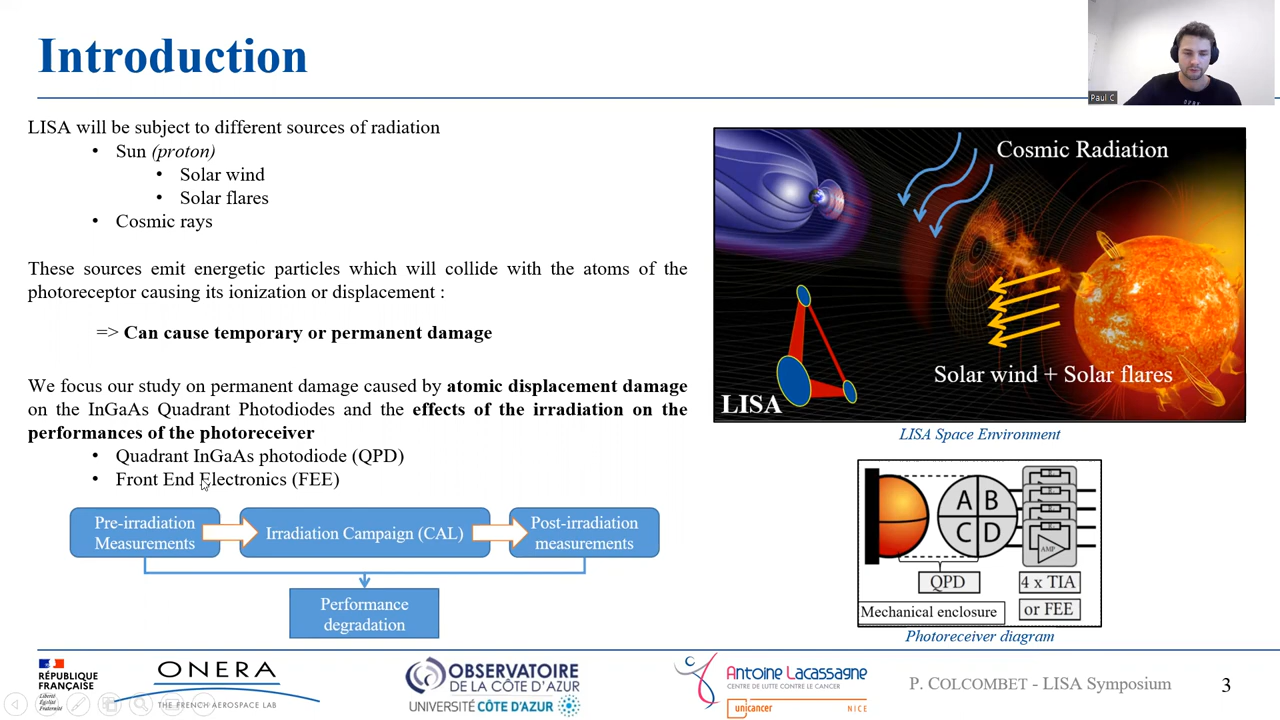 Introduction
Paul C
LISA will be subject to different sources of radiation
• Sun (proton)
• Solar wind
• Solar flares
• Cosmic rays
These sources emit energetic particles which will collide with the atoms of the
photoreceptor causing its ionization or displacement :
=> Can cause temporary or permanent damage
We focus our study on permanent damage caused by atomic displacement damage
on the InGaAs Quadrant Photodiodes and the effects of the irradiation on the
performances of the photoreceiver
• Quadrant InGaAs photodiode (QPD)
• Front End Electronics (FEE)
Pre-irradiation
Measurements
Irradiation Campaign (CAL)
Post-irradiation
measurements
Performance
degradation
Cosmic Radiation
Solar wind + Solar flares
LISA
LISA Space Environment
A B
C D
AMP
QPD
4 x TIA
Mechanical enclosure
or FEE
Photoreceiver diagram
RÉPUBLIQUE
FRANÇAISE
Liberté
Égalité
Fraternité
ONERA
THE FRENCH AEROSPACE LAB
OBSERVATOIRE
DE LA CÔTE D'AZUR
UNIVERSITÉ CÔTE D'AZUR
Antoine Lacassagne
CENTRE DE LUTTE CONTRE LE CANCER
unicancer NICE
P. COLCOMBET - LISA Symposium
3